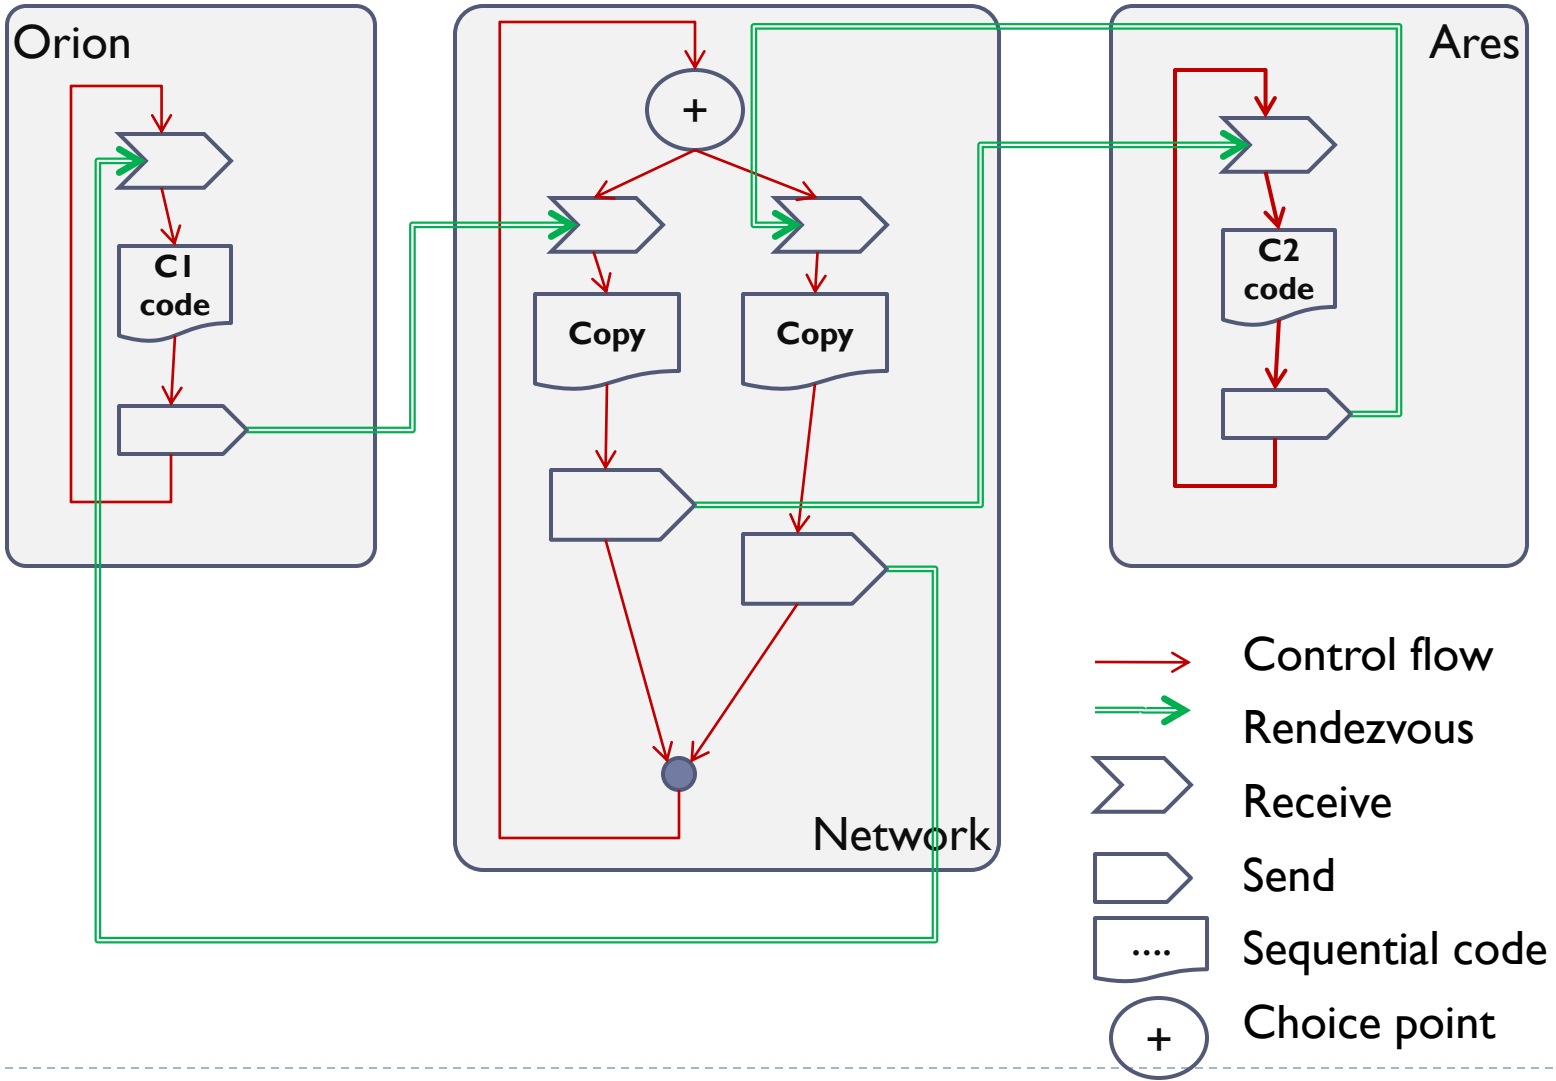 Orion
Ares
+
C1
code
C2
code
Copy
Copy
Network
Control flow
Rendezvous
Receive
Send
....
Sequential code
+
Choice point